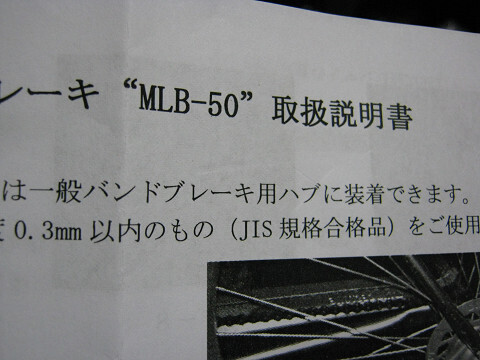 レーキ “MLB-50” 取扱説明書
は一般バンドブレーキ用ハブに装着できます。
度 0.3mm 以内のもの（JIS 規格合格品）をご使用